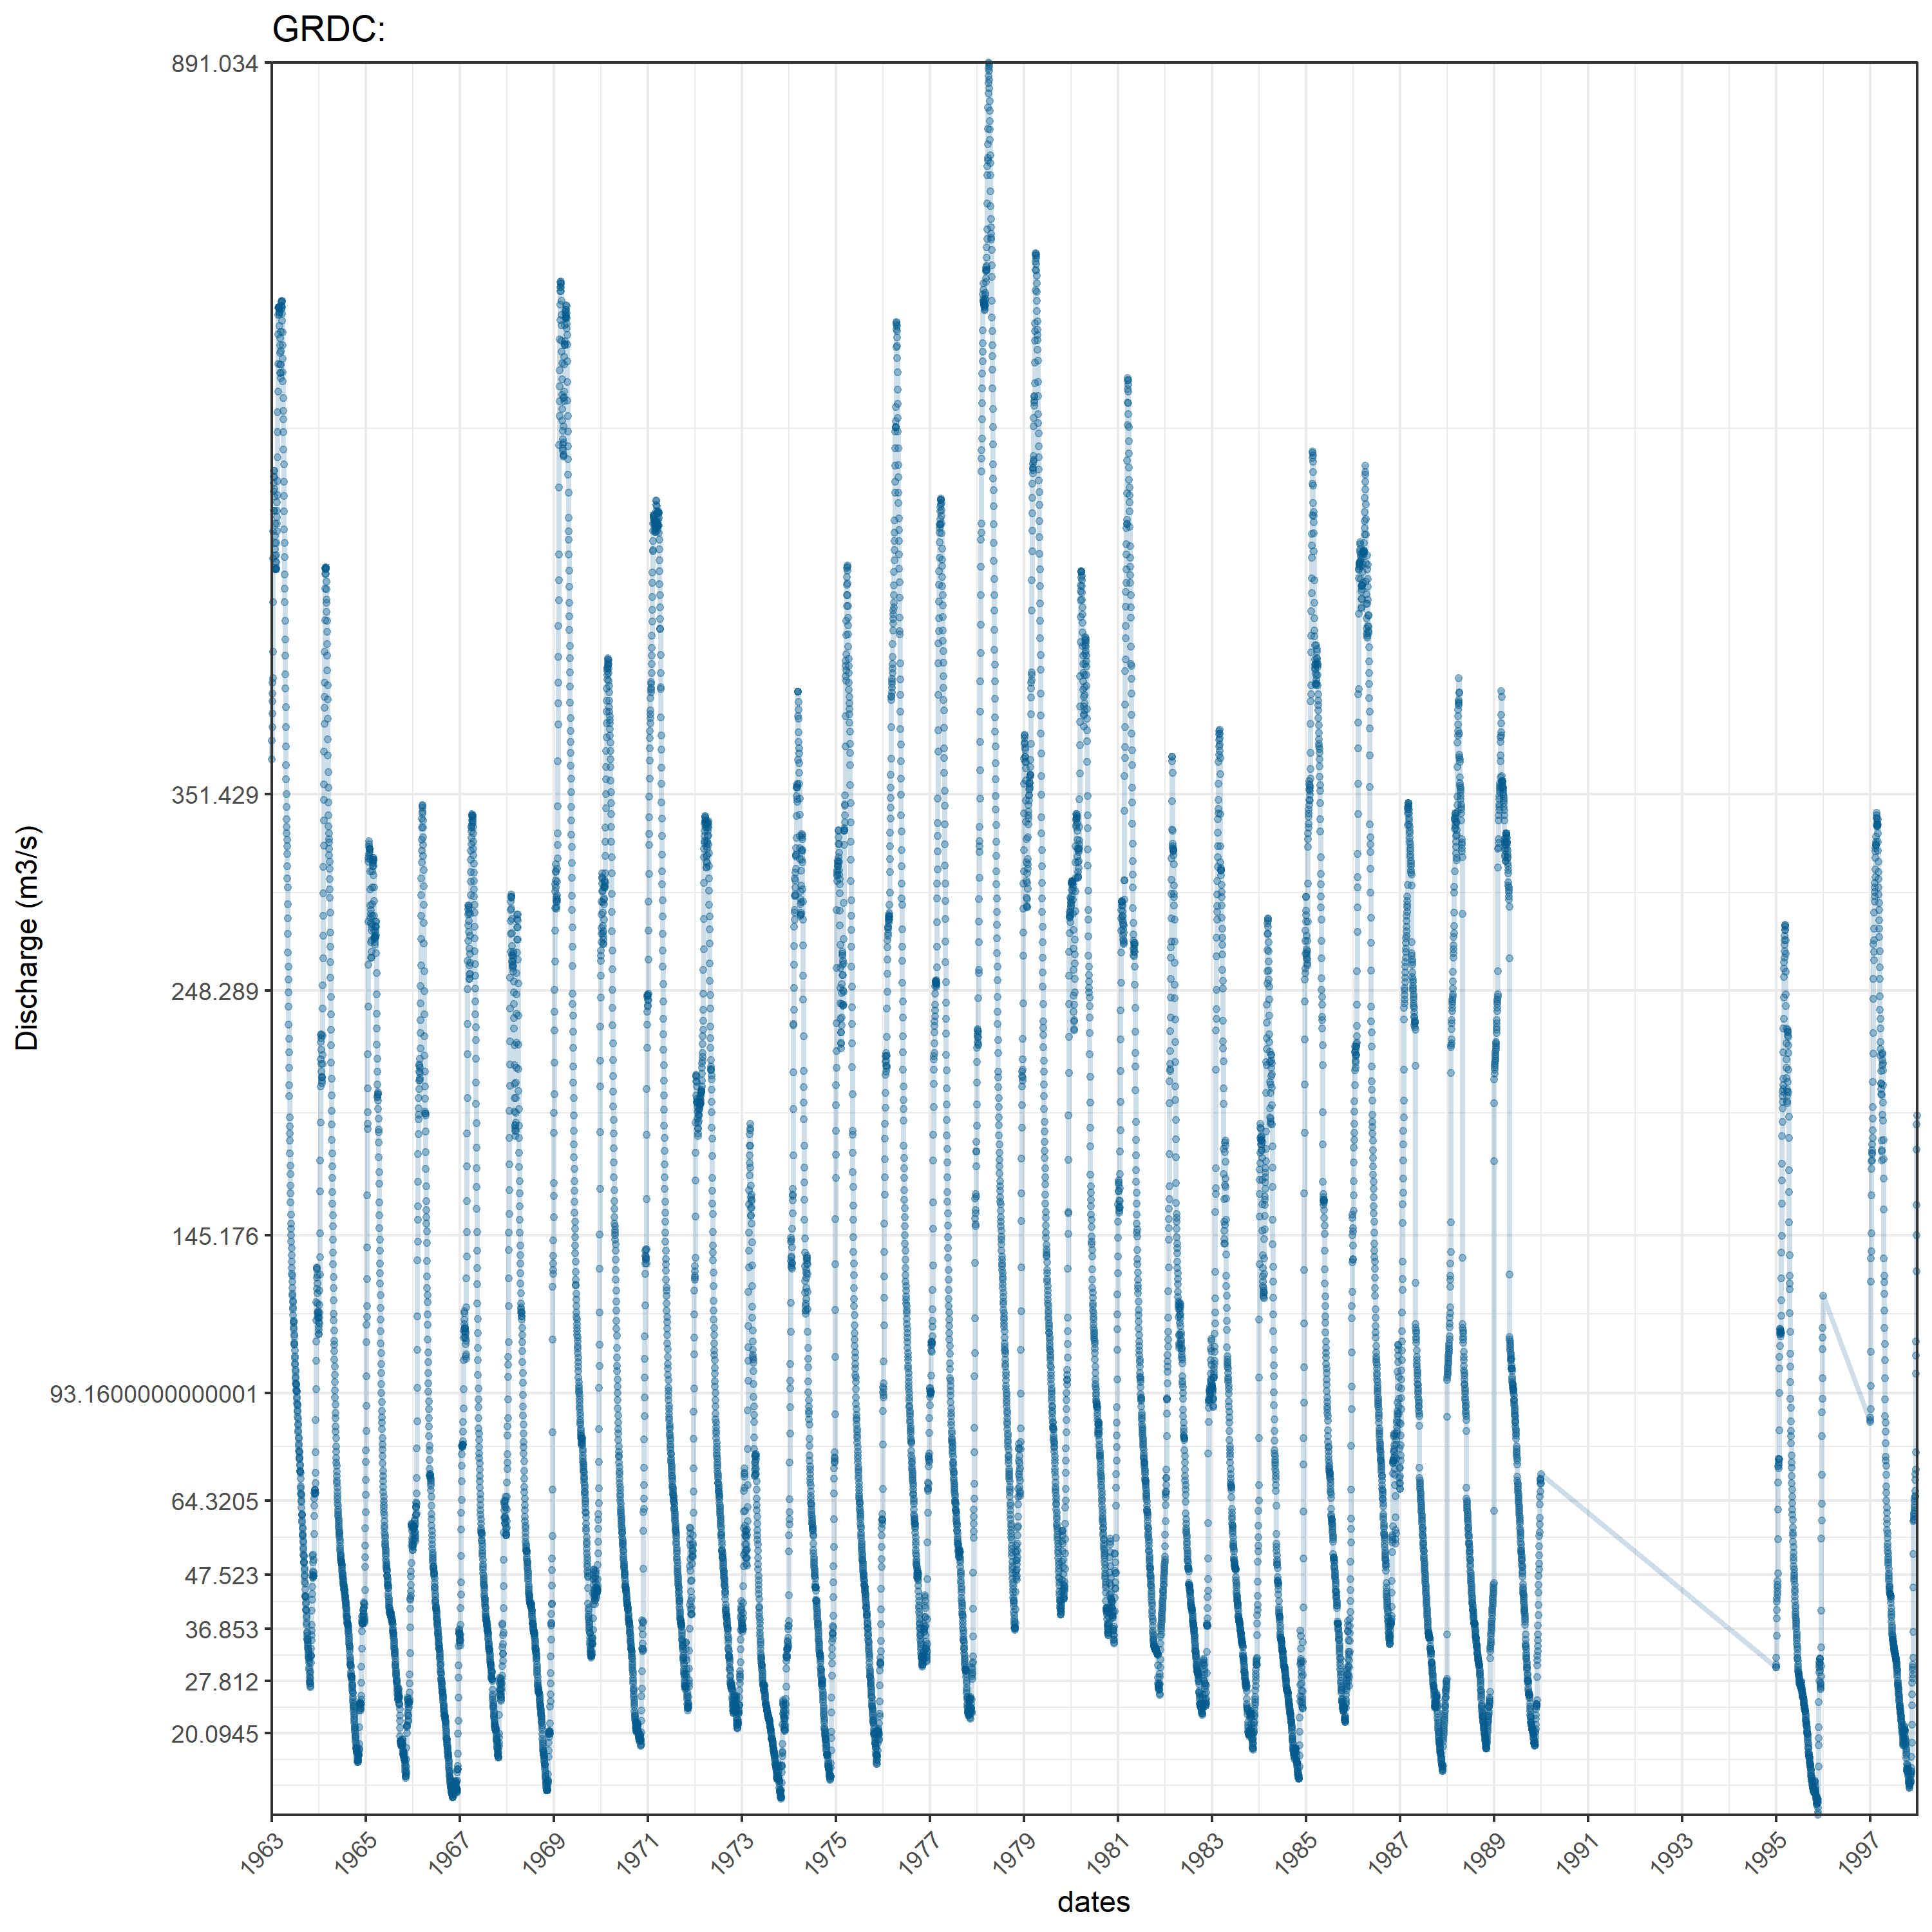 GRDC:
891.034
351.429
248.289
145.176
93.1600000000001
64.3205
47.523
36.853
27.812
20.0945
Discharge (m3/s)
1963 1965 1967 1969 1971 1973 1975 1977 1979 1981 1983 1985 1987 1989 1991 1993 1995 1997
dates